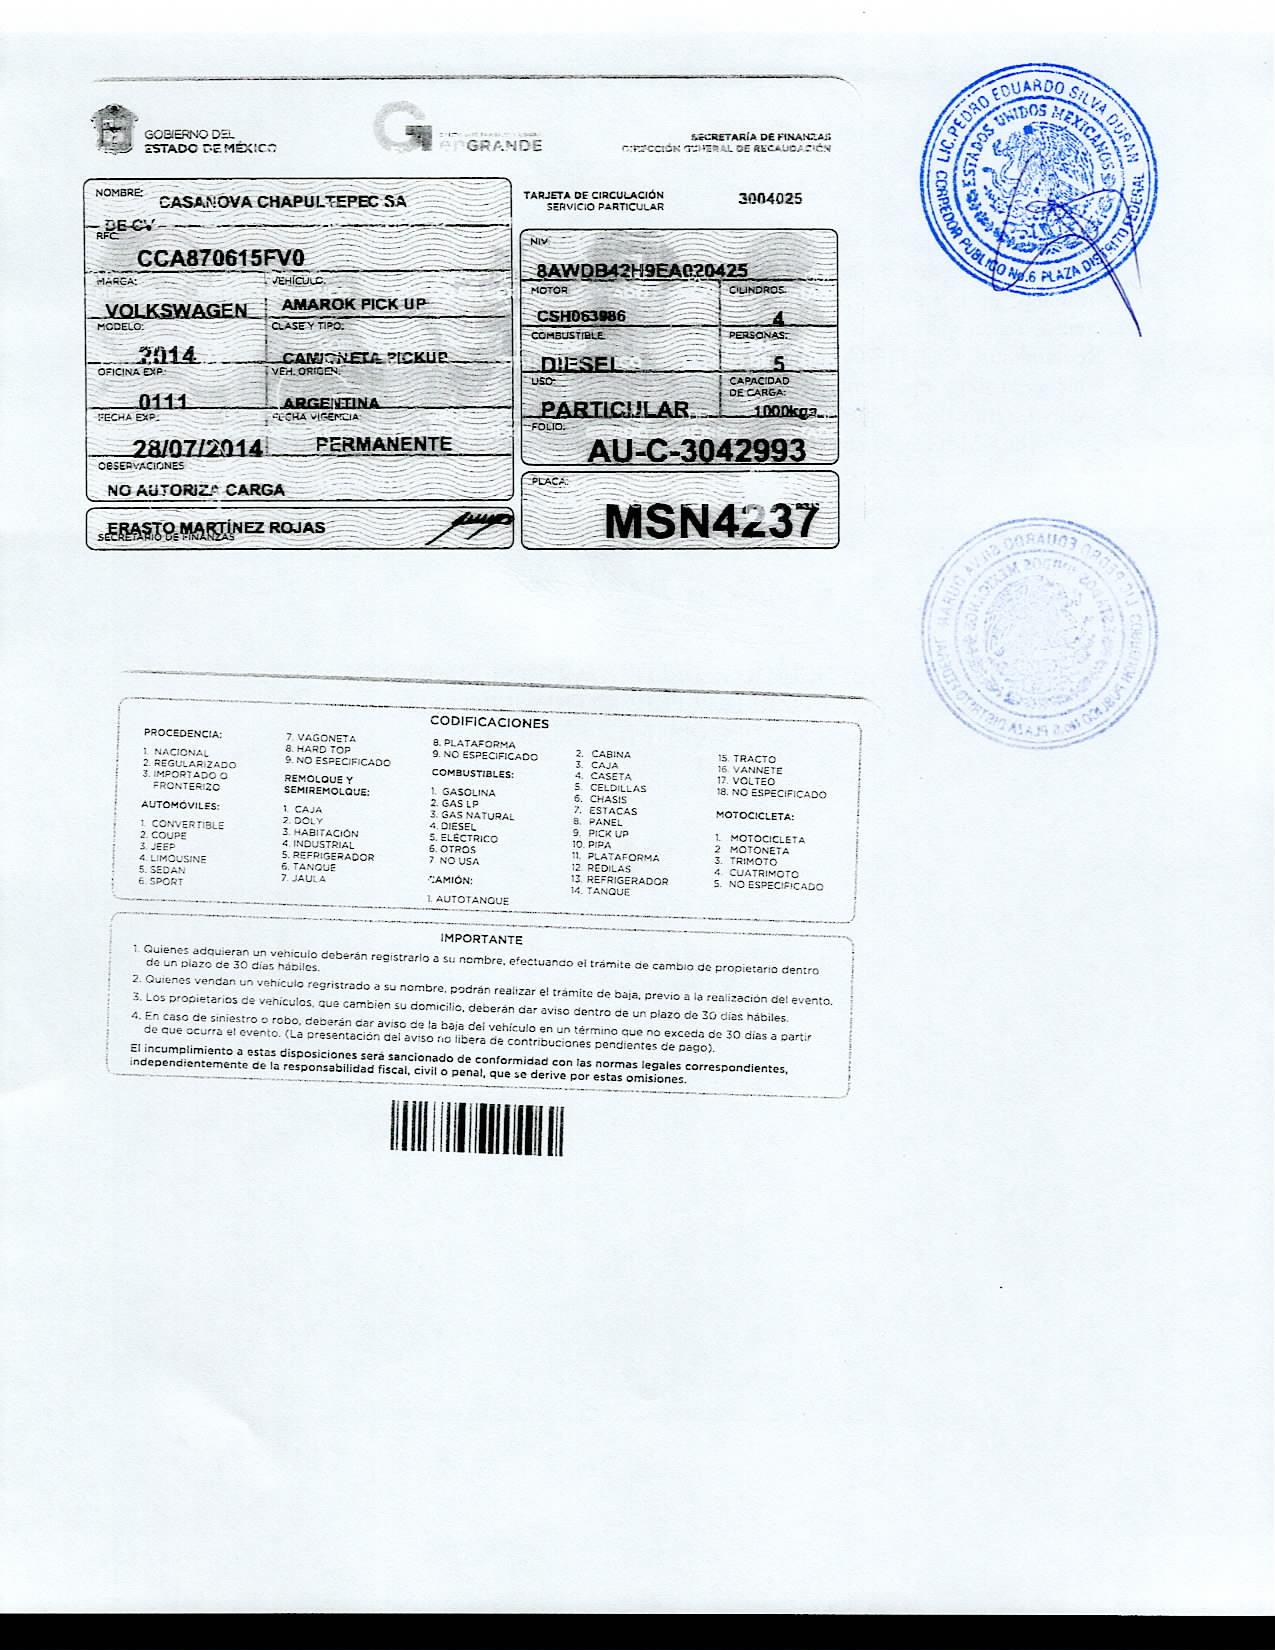 GOBIERNO DEL
ESTADO DE MÉXICO
enGRANDE
SECRETARÍA DE FINANZAS
DIRECCIÓN GENERAL DE RECAUDACIÓN
NOMBRE: CASANOVA CHAPULTEPEC SA
DE CV
RFC:
CCA870615FV0
MARCA: VEHÍCULO:
VOLKSWAGEN AMAROK PICK UP
MODELO: CLASE Y TIPO:
2014 CAMIONETA PICKUP
OFICINA EXP.: VEH. ORIGEN:
0111 ARGENTINA
FECHA EXP.: FECHA VIGENCIA:
28/07/2014 PERMANENTE
OBSERVACIONES
NO AUTORIZA CARGA
ERASTO MARTÍNEZ ROJAS
SECRETARIO DE FINANZAS
TARJETA DE CIRCULACIÓN 3004025
SERVICIO PARTICULAR
NIV:
8AWDB42H9EA020425
MOTOR CILINDROS:
CSH063986 4
COMBUSTIBLE: PERSONAS:
DIESEL 5
USO: CAPACIDAD
DE CARGA:
PARTICULAR 1000kgs
FOLIO:
AU-C-3042993
PLACA:
MSN4237
LIC. PEDRO EDUARDO SILVA DURAN
ESTADOS UNIDOS MEXICANOS
CORREDOR PUBLICO No.6 PLAZA DISTRITO FEDERAL
LIC. PEDRO EDUARDO SILVA DURAN
ESTADOS UNIDOS MEXICANOS
CORREDOR PUBLICO No.6 PLAZA DISTRITO FEDERAL
CODIFICACIONES
PROCEDENCIA:
1. NACIONAL
2. REGULARIZADO
3. IMPORTADO O
FRONTERIZO
AUTOMÓVILES:
1. CONVERTIBLE
2. COUPE
3. JEEP
4. LIMOUSINE
5. SEDAN
6. SPORT
7. VAGONETA
8. HARD TOP
9. NO ESPECIFICADO
REMOLQUE Y
SEMIREMOLQUE:
1. CAJA
2. DOLY
3. HABITACIÓN
4. INDUSTRIAL
5. REFRIGERADOR
6. TANQUE
7. JAULA
8. PLATAFORMA
9. NO ESPECIFICADO
COMBUSTIBLES:
1. GASOLINA
2. GAS LP
3. GAS NATURAL
4. DIESEL
5. ELÉCTRICO
6. OTROS
7. NO USA
CAMIÓN:
1. AUTOTANQUE
2. CABINA
3. CAJA
4. CASETA
5. CELDILLAS
6. CHASIS
7. ESTACAS
8. PANEL
9. PICK UP
10. PIPA
11. PLATAFORMA
12. REDILAS
13. REFRIGERADOR
14. TANQUE
15. TRACTO
16. VANNETE
17. VOLTEO
18. NO ESPECIFICADO
MOTOCICLETA:
1. MOTOCICLETA
2 MOTONETA
3. TRIMOTO
4. CUATRIMOTO
5. NO ESPECIFICADO
IMPORTANTE
1. Quienes adquieran un vehículo deberán registrarlo a su nombre, efectuando el trámite de cambio de propietario dentro
de un plazo de 30 días hábiles.
2. Quienes vendan un vehículo regristrado a su nombre, podrán realizar el trámite de baja, previo a la realización del evento.
3. Los propietarios de vehículos, que cambien su domicilio, deberán dar aviso dentro de un plazo de 30 días hábiles.
4. En caso de siniestro o robo, deberán dar aviso de la baja del vehículo en un término que no exceda de 30 días a partir
de que ocurra el evento. (La presentación del aviso no libera de contribuciones pendientes de pago).
El incumplimiento a estas disposiciones será sancionado de conformidad con las normas legales correspondientes,
independientemente de la responsabilidad fiscal, civil o penal, que se derive por estas omisiones.